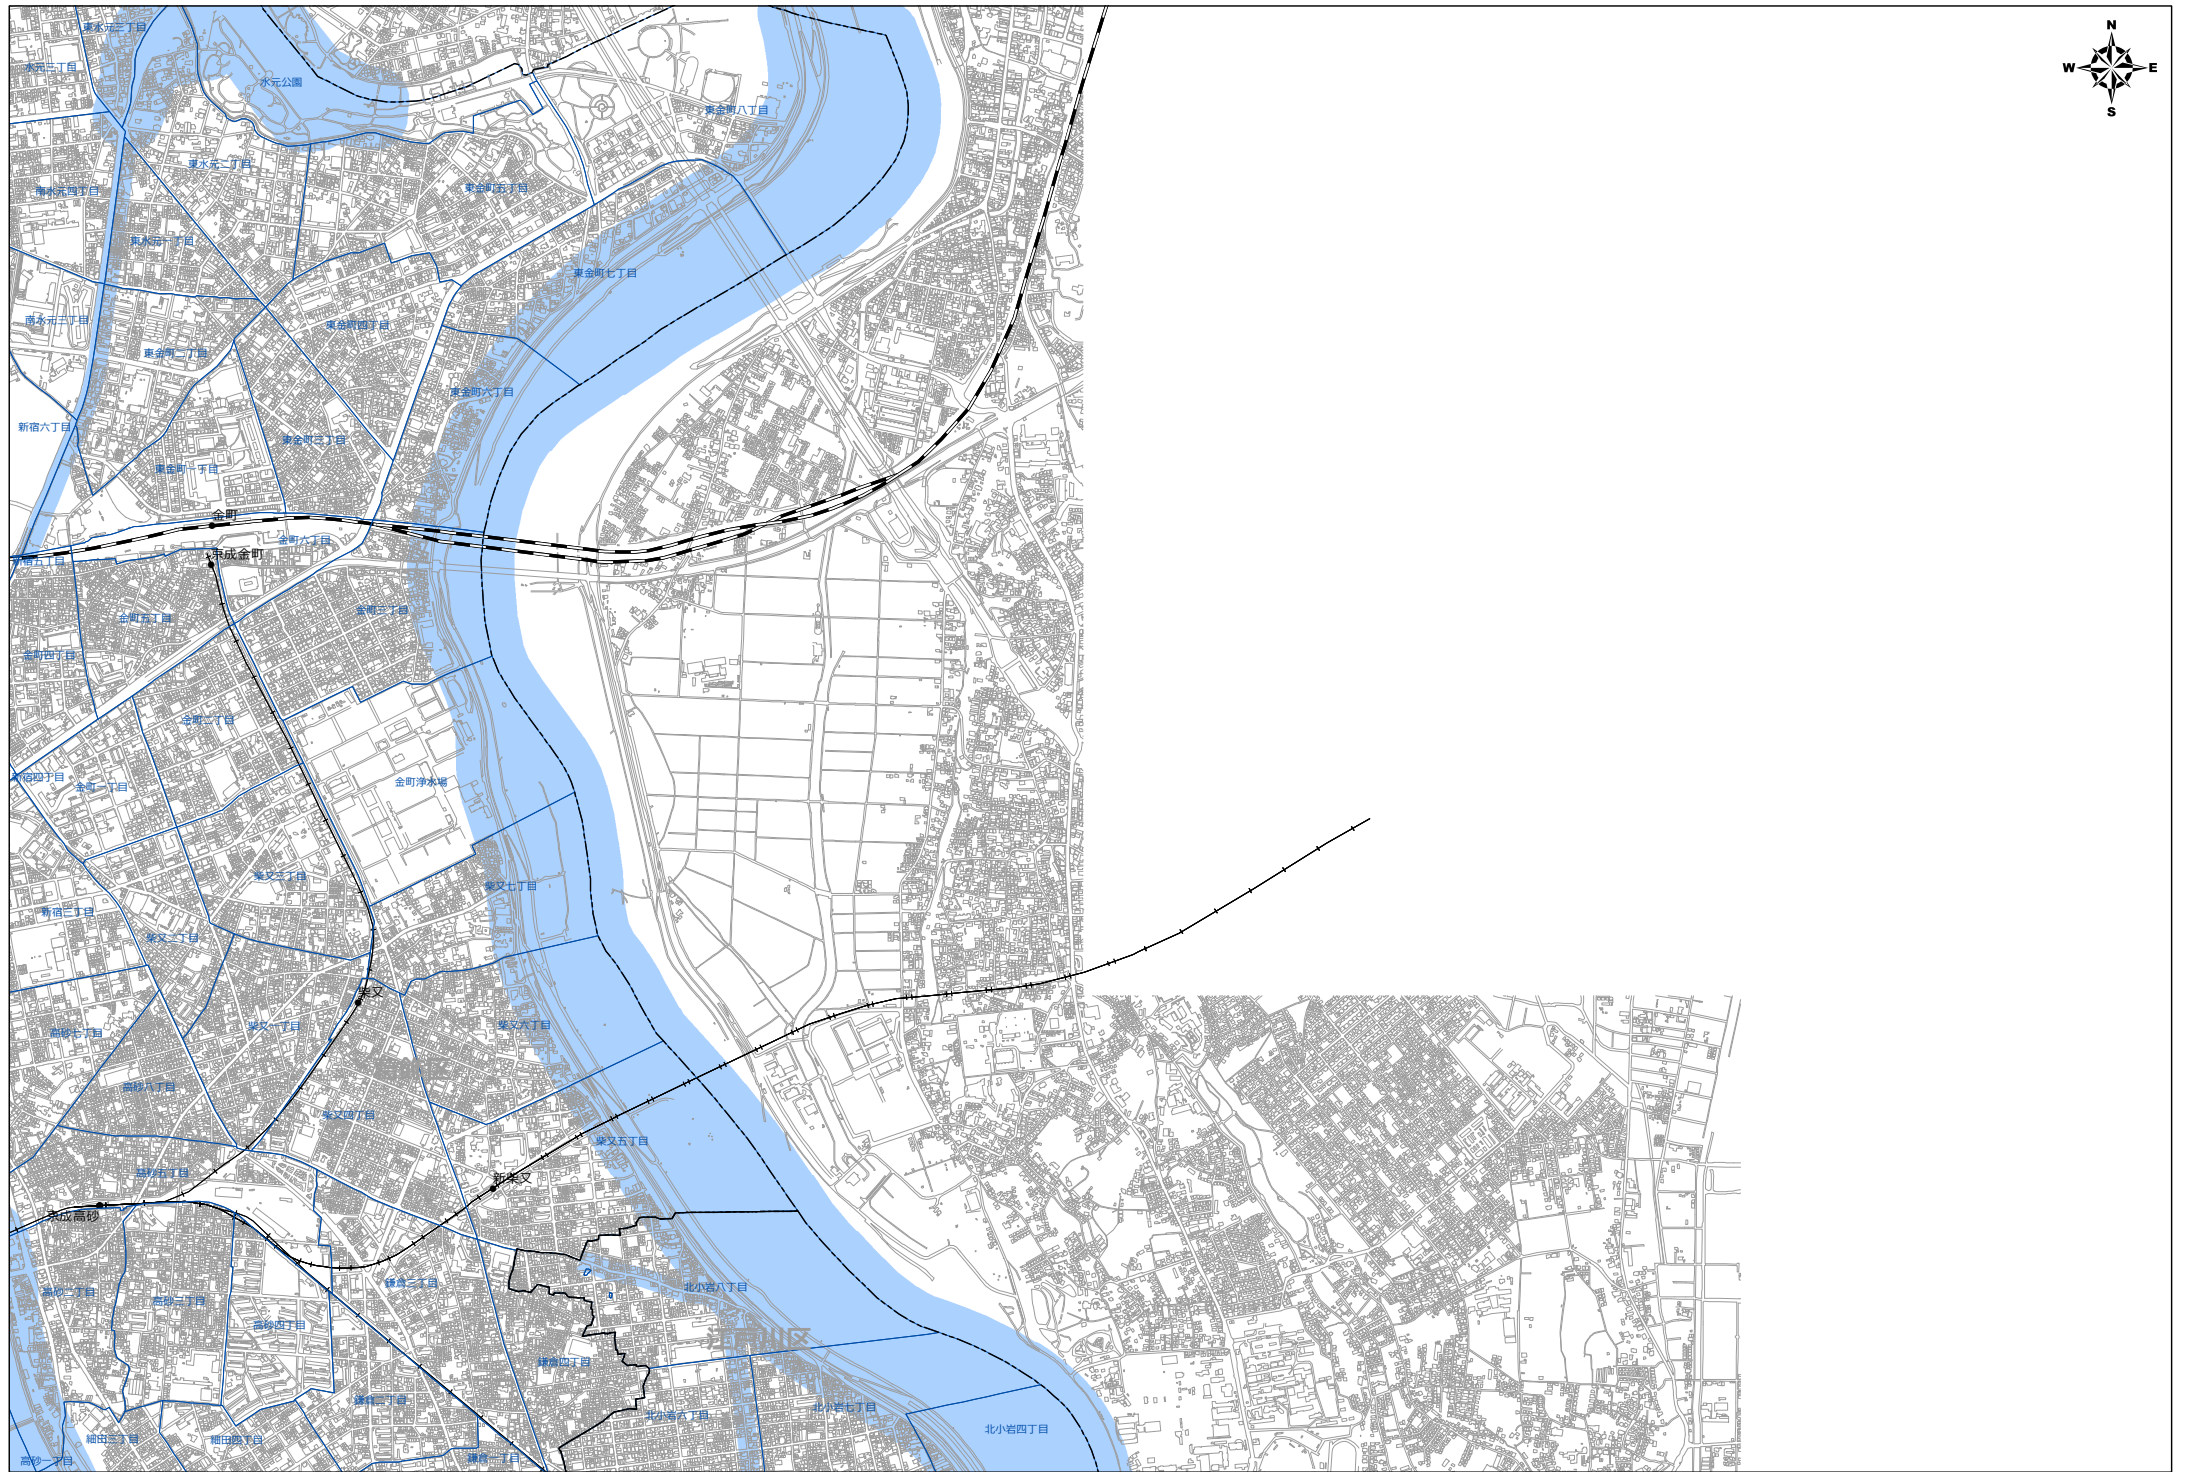 東水元三丁目
N
水元三丁目
W
E
水元公園
S
東金町八丁目
東水元二丁目
南水元四丁目
東金町五丁目
東水元一丁目
東金町七丁目
南水元三丁目
東金町四丁目
東金町二丁目
東金町六丁目
新宿六丁目
東金町三丁目
東金町一丁目
金町
金町六丁目
京成金町
新宿五丁目
金町三丁目
金町五丁目
金町四丁目
金町二丁目
新宿四丁目
金町一丁目
金町浄水場
柴又三丁目
柴又七丁目
新宿三丁目
柴又二丁目
柴又
柴又一丁目
柴又六丁目
高砂七丁目
高砂八丁目
柴又四丁目
柴又五丁目
高砂五丁目
新柴又
京成高砂
鎌倉三丁目
北小岩八丁目
高砂二丁目
高砂三丁目
高砂四丁目
江戸川区
鎌倉四丁目
鎌倉二丁目
北小岩七丁目
北小岩六丁目
北小岩四丁目
細田三丁目
細田四丁目
鎌倉一丁目
高砂一丁目